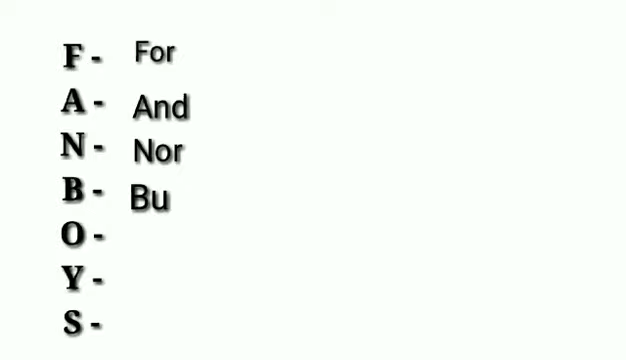 F - For
A - And
N - Nor
B - Bu
O -
Y -
S -